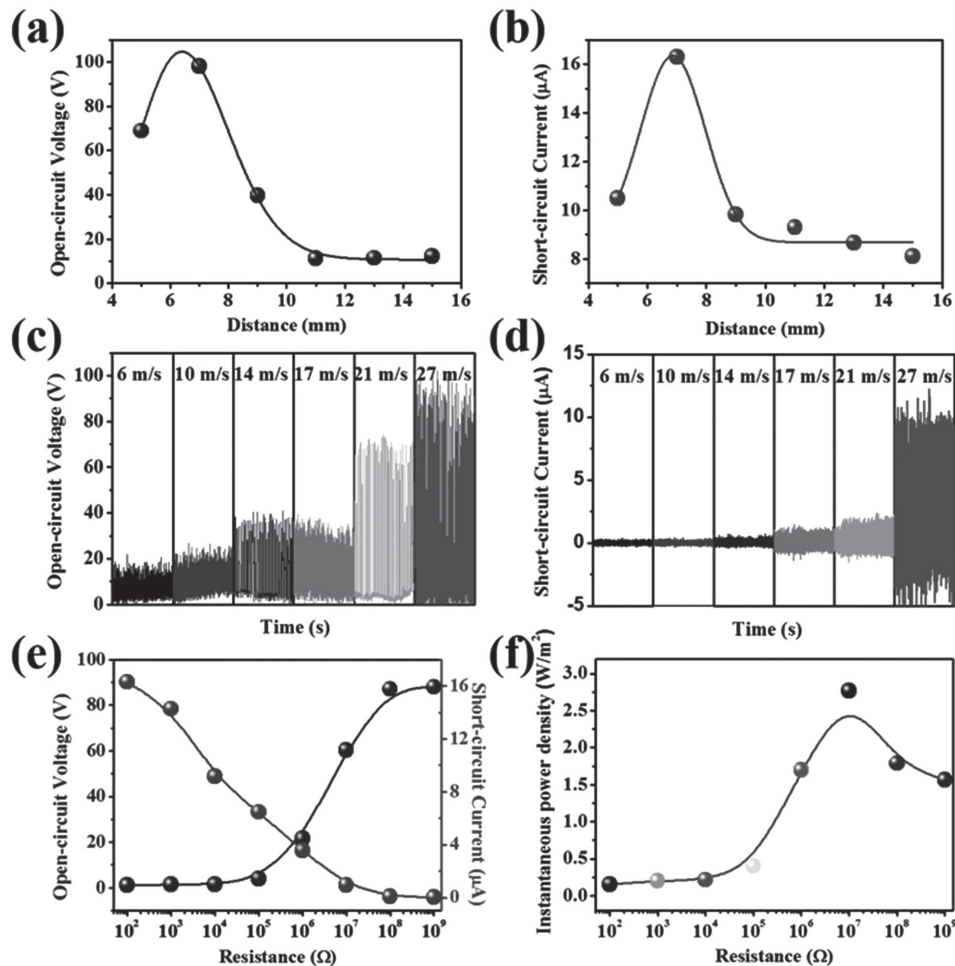 (a)
Open-circuit Voltage (V)
100
80
60
40
20
0
4 6 8 10 12 14 16
Distance (mm)
(b)
Short-circuit Current (μA)
16
14
12
10
8
4 6 8 10 12 14 16
Distance (mm)
(c)
Open-circuit Voltage (V)
100
80
60
40
20
0
6 m/s 10 m/s 14 m/s 17 m/s 21 m/s 27 m/s
Time (s)
(d)
Short-circuit Current (μA)
15
10
5
0
-5
6 m/s 10 m/s 14 m/s 17 m/s 21 m/s 27 m/s
Time (s)
(e)
Open-circuit Voltage (V)
100
80
60
40
20
0
Short-circuit Current (μA)
16
12
8
4
0
10² 10³ 10⁴ 10⁵ 10⁶ 10⁷ 10⁸ 10⁹
Resistance (Ω)
(f)
Instantaneous power density (W/m²)
3.0
2.5
2.0
1.5
1.0
0.5
0.0
10² 10³ 10⁴ 10⁵ 10⁶ 10⁷ 10⁸ 10⁹
Resistance (Ω)